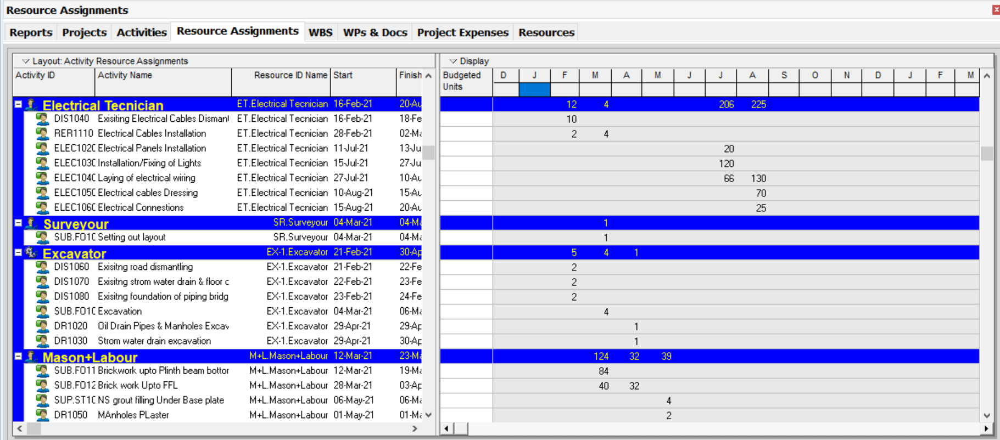 Resource Assignments
Reports Projects Activities Resource Assignments WBS WPs & Docs Project Expenses Resources
Layout: Activity Resource Assignments Display
Activity ID Activity Name Resource ID Name Start Finish Budgeted Units D J F M A M J J A S O N D J F M
Electrical Tecnician ET.Electrical Tecnician 16-Feb-21 20-Au 12 4 206 225
DIS1040 Exisiting Electrical Cables Dismant ET.Electrical Tecnician 16-Feb-21 18-Fe 10
RER1110 Electrical Cables Installation ET.Electrical Tecnician 28-Feb-21 02-Ma 2 4
ELEC102 Electrical Panels Installation ET.Electrical Tecnician 11-Jul-21 13-Ju 20
ELEC103 Installation/Fixing of Lights ET.Electrical Tecnician 15-Jul-21 27-Ju 120
ELEC104 Laying of electrical wiring ET.Electrical Tecnician 27-Jul-21 10-Au 66 130
ELEC105 Electrical cables Dressing ET.Electrical Tecnician 10-Aug-21 15-Au 70
ELEC106 Electrical Connestions ET.Electrical Tecnician 15-Aug-21 20-Au 25
Surveyour SR.Surveyour 04-Mar-21 04-Ma 1
SUB.FO10 Setting out layout SR.Surveyour 04-Mar-21 04-Ma 1
Excavator EX-1.Excavator 21-Feb-21 30-Ap 5 4 1
DIS1060 Exisitng road dismantling EX-1.Excavator 21-Feb-21 22-Fe 2
DIS1070 Exisitng strom water drain & floor c EX-1.Excavator 22-Feb-21 23-Fe 2
DIS1080 Exisitng foundation of piping bridg EX-1.Excavator 23-Feb-21 24-Fe 2
SUB.FO10 Excavation EX-1.Excavator 04-Mar-21 06-Ma 4
DR1020 Oil Drain Pipes & Manholes Excav EX-1.Excavator 29-Apr-21 29-Ap 1
DR1030 Strom water drain excavation EX-1.Excavator 29-Apr-21 30-Ap 1
Mason+Labour M+L.Mason+Labour 12-Mar-21 23-Ma 124 32 39
SUB.FO11 Brickwork upto Plinth beam bottor M+L.Mason+Labour 12-Mar-21 19-Ma 84
SUB.FO12 Brick work Upto FFL M+L.Mason+Labour 28-Mar-21 03-Ap 40 32
SUP.ST10 NS grout filling Under Base plate M+L.Mason+Labour 06-May-21 06-Ma 4
DR1050 MAnholes PLaster M+L.Mason+Labour 01-May-21 01-Ma 2